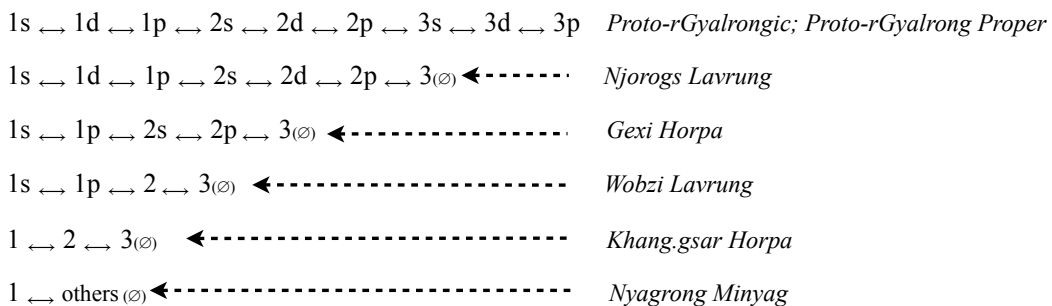 1s ↔ 1d ↔ 1p ↔ 2s ↔ 2d ↔ 2p ↔ 3s ↔ 3d ↔ 3p Proto-rGyalrongic; Proto-rGyalrong Proper
1s ↔ 1d ↔ 1p ↔ 2s ↔ 2d ↔ 2p ↔ 3(∅) Njorogs Lavrung
1s ↔ 1p ↔ 2s ↔ 2p ↔ 3(∅) Gexi Horpa
1s ↔ 1p ↔ 2 ↔ 3(∅) Wobzi Lavrung
1 ↔ 2 ↔ 3(∅) Khang.gsar Horpa
1 ↔ others (∅) Nyagrong Minyag